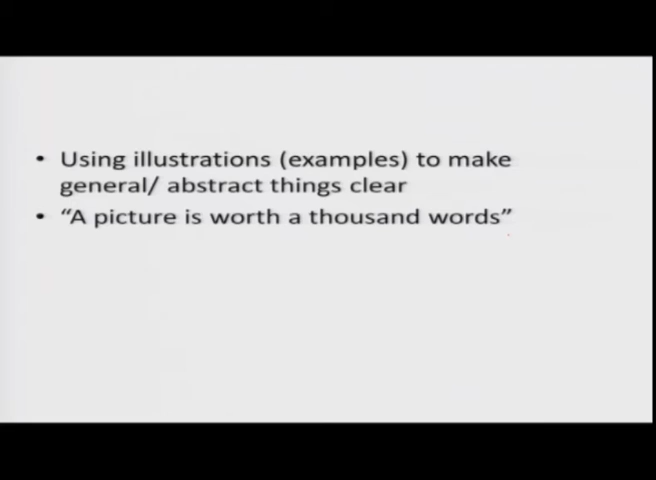 • Using illustrations (examples) to make
general/ abstract things clear
• “A picture is worth a thousand words”